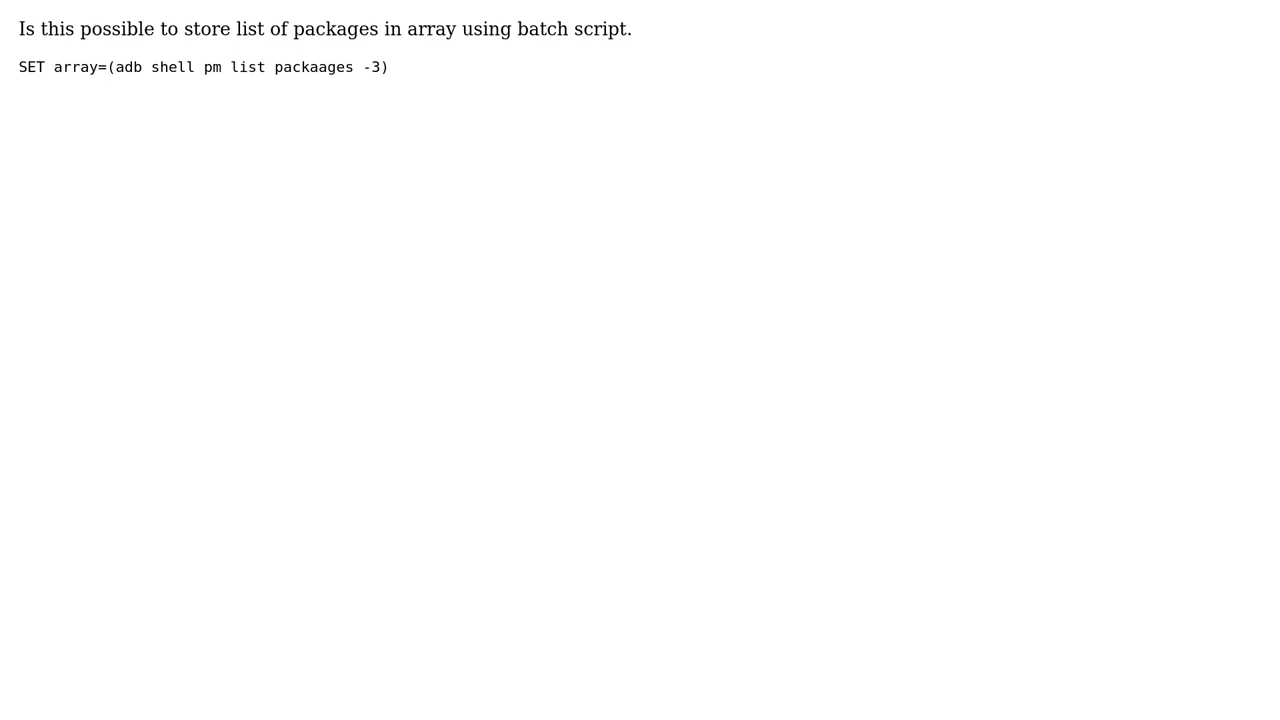 Is this possible to store list of packages in array using batch script.
SET array=(adb shell pm list packaages -3)